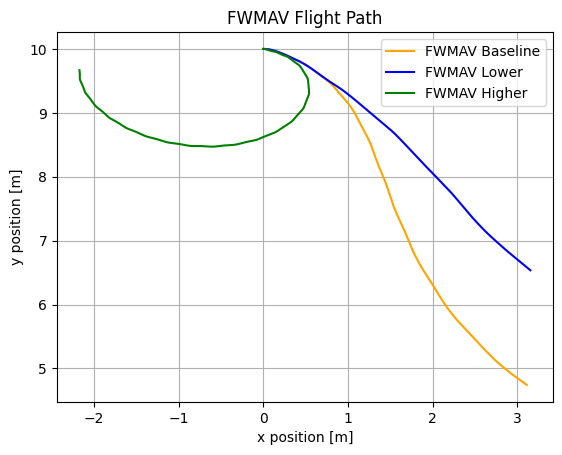 FWMAV Flight Path
FWMAV Baseline
FWMAV Lower
FWMAV Higher
10
9
8
7
6
5
y position [m]
−2
−1
0
1
2
3
x position [m]